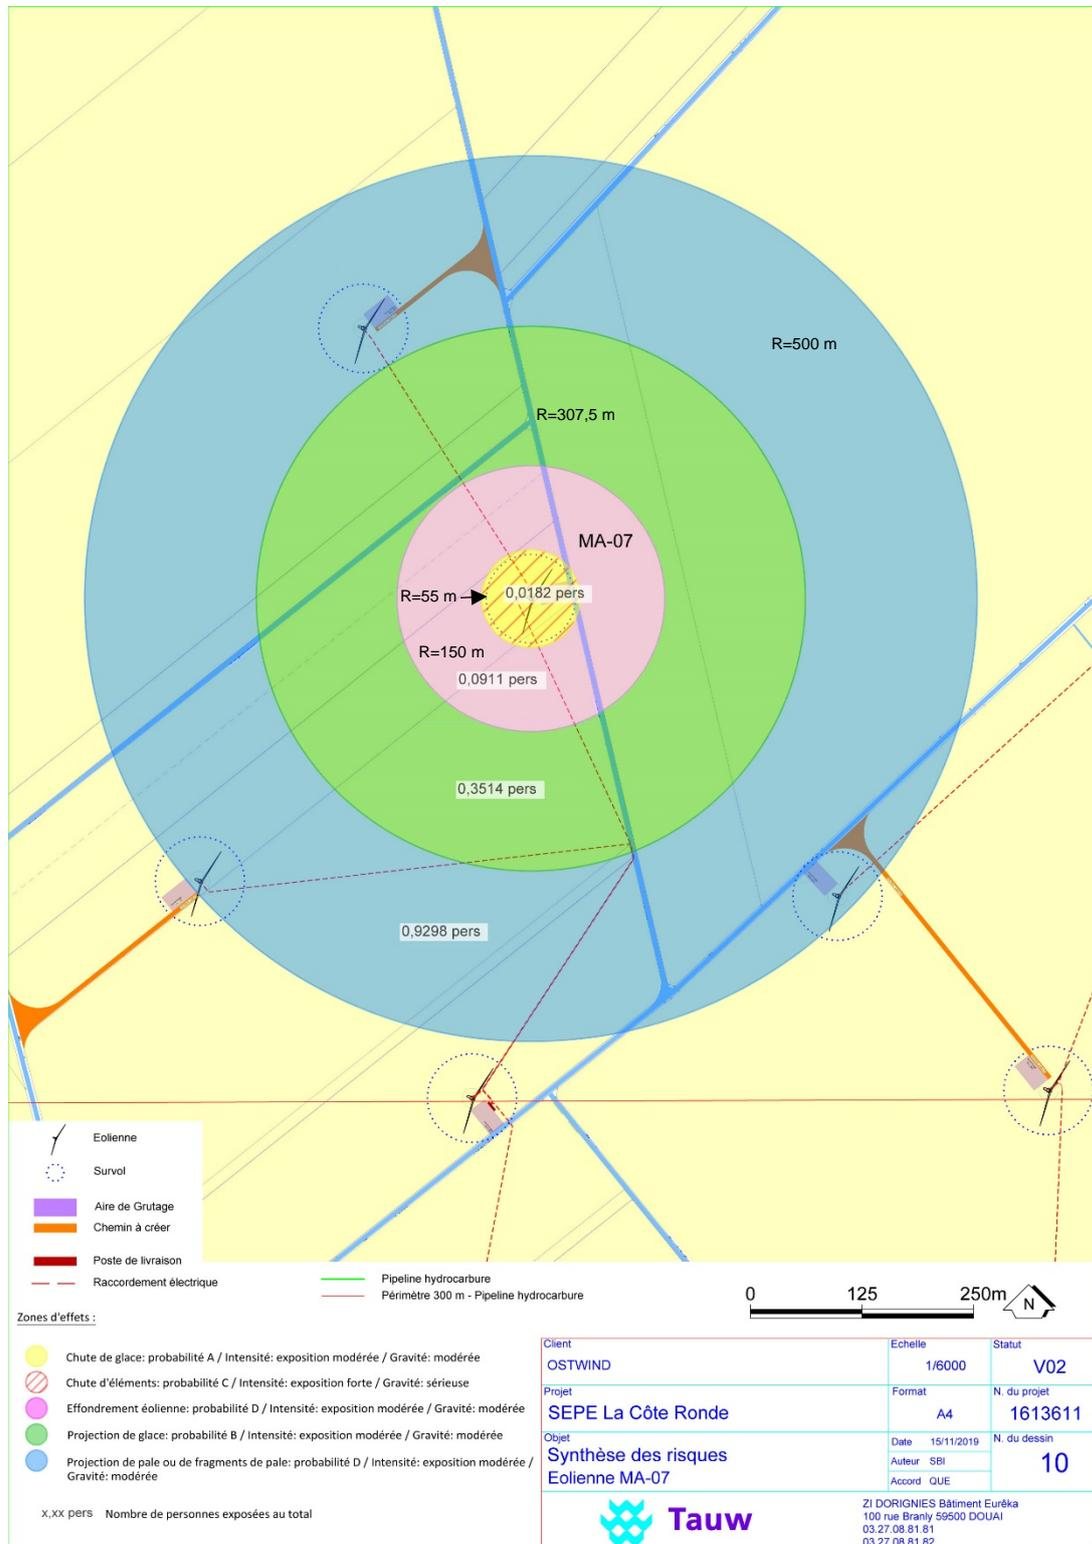 R=500 m
R=307,5 m
MA-07
R=55 m
0,0182 pers
R=150 m
0,0911 pers
0,3514 pers
0,9298 pers
Eolienne
Survol
Aire de Grutage
Chemin à créer
Poste de livraison
Raccordement électrique
Pipeline hydrocarbure
Périmètre 300 m - Pipeline hydrocarbure
0 125 250m
N
Zones d'effets :
Chute de glace: probabilité A / Intensité: exposition modérée / Gravité: modérée
Chute d'éléments: probabilité C / Intensité: exposition forte / Gravité: sérieuse
Effondrement éolienne: probabilité D / Intensité: exposition modérée / Gravité: modérée
Projection de glace: probabilité B / Intensité: exposition modérée / Gravité: modérée
Projection de pale ou de fragments de pale: probabilité D / Intensité: exposition modérée /
Gravité: modérée
x,xx pers Nombre de personnes exposées au total
Client
OSTWIND
Echelle
1/6000
Statut
V02
Projet
SEPE La Côte Ronde
Format
A4
N. du projet
1613611
Objet
Synthèse des risques
Eolienne MA-07
Date 15/11/2019
Auteur SBI
Accord QUE
N. du dessin
10
Tauw
ZI DORIGNIES Bâtiment Eurêka
100 rue Branly 59500 DOUAI
03.27.08.81.81
03.27.08.81.82